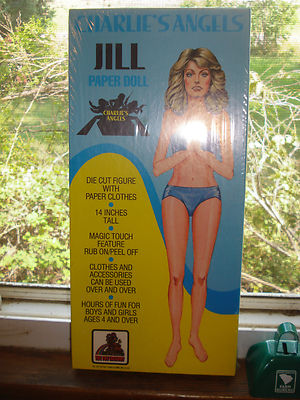 CHARLIE'S ANGELS
JILL
PAPER DOLL
CHARLIE'S
ANGELS
DIE CUT FIGURE
WITH
PAPER CLOTHES
14 INCHES
TALL
MAGIC TOUCH
FEATURE
RUB ON/PEEL OFF
CLOTHES AND
ACCESSORIES
CAN BE USED
OVER AND OVER
HOURS OF FUN FOR
BOYS AND GIRLS
AGES 4 AND OVER